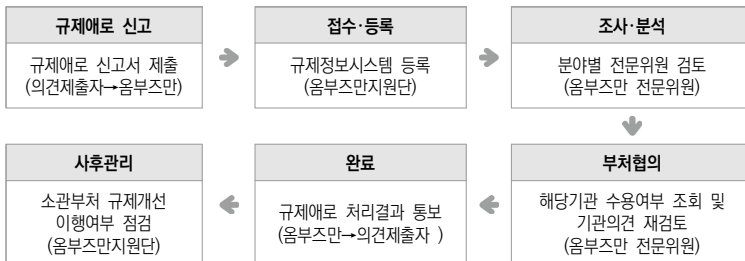 규제애로 신고
규제애로 신고서 제출
(의견제출자→옴부즈만)
접수·등록
규제정보시스템 등록
(옴부즈만지원단)
조사·분석
분야별 전문위원 검토
(옴부즈만 전문위원)
부처협의
해당기관 수용여부 조회 및
기관의견 재검토
(옴부즈만 전문위원)
완료
규제애로 처리결과 통보
(옴부즈만→의견제출자 )
사후관리
소관부처 규제개선
이행여부 점검
(옴부즈만지원단)